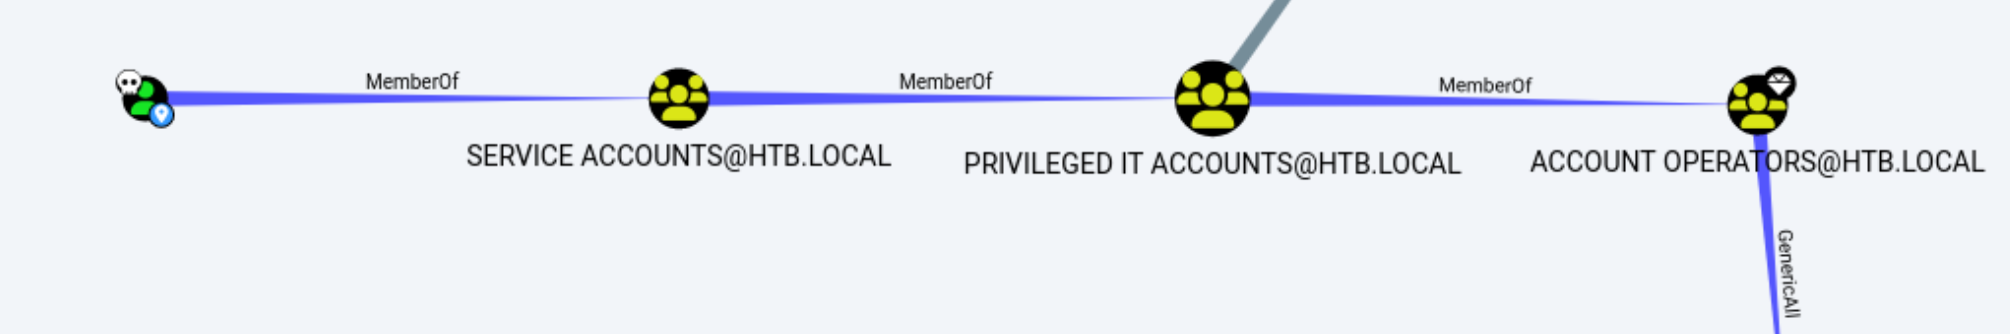 MemberOf
MemberOf
MemberOf
SERVICE ACCOUNTS@HTB.LOCAL
PRIVILEGED IT ACCOUNTS@HTB.LOCAL
ACCOUNT OPERATORS@HTB.LOCAL
GenericAll